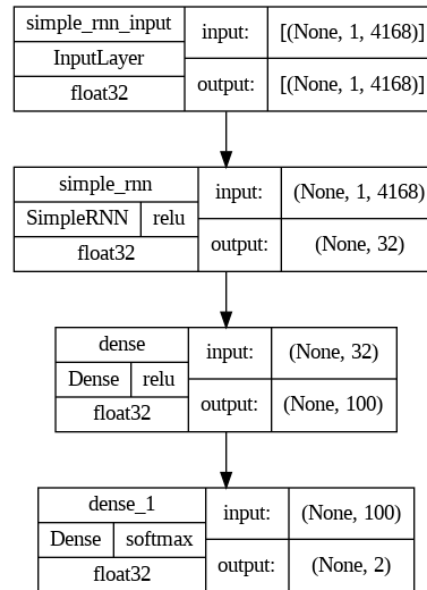 simple_rnn_input
InputLayer
float32
input:
[(None, 1, 4168)]
output:
[(None, 1, 4168)]
simple_rnn
SimpleRNN
relu
float32
input:
(None, 1, 4168)
output:
(None, 32)
dense
Dense
relu
float32
input:
(None, 32)
output:
(None, 100)
dense_1
Dense
softmax
float32
input:
(None, 100)
output:
(None, 2)